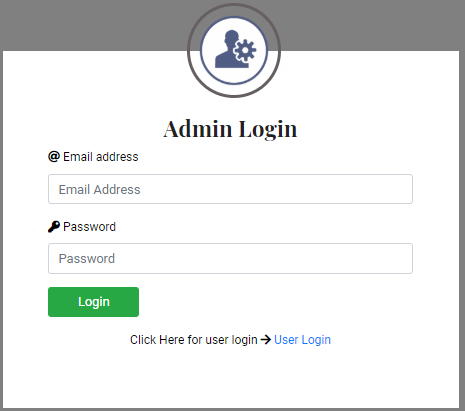 Admin Login
@ Email address
Email Address
Password
Password
Login
Click Here for user login → User Login